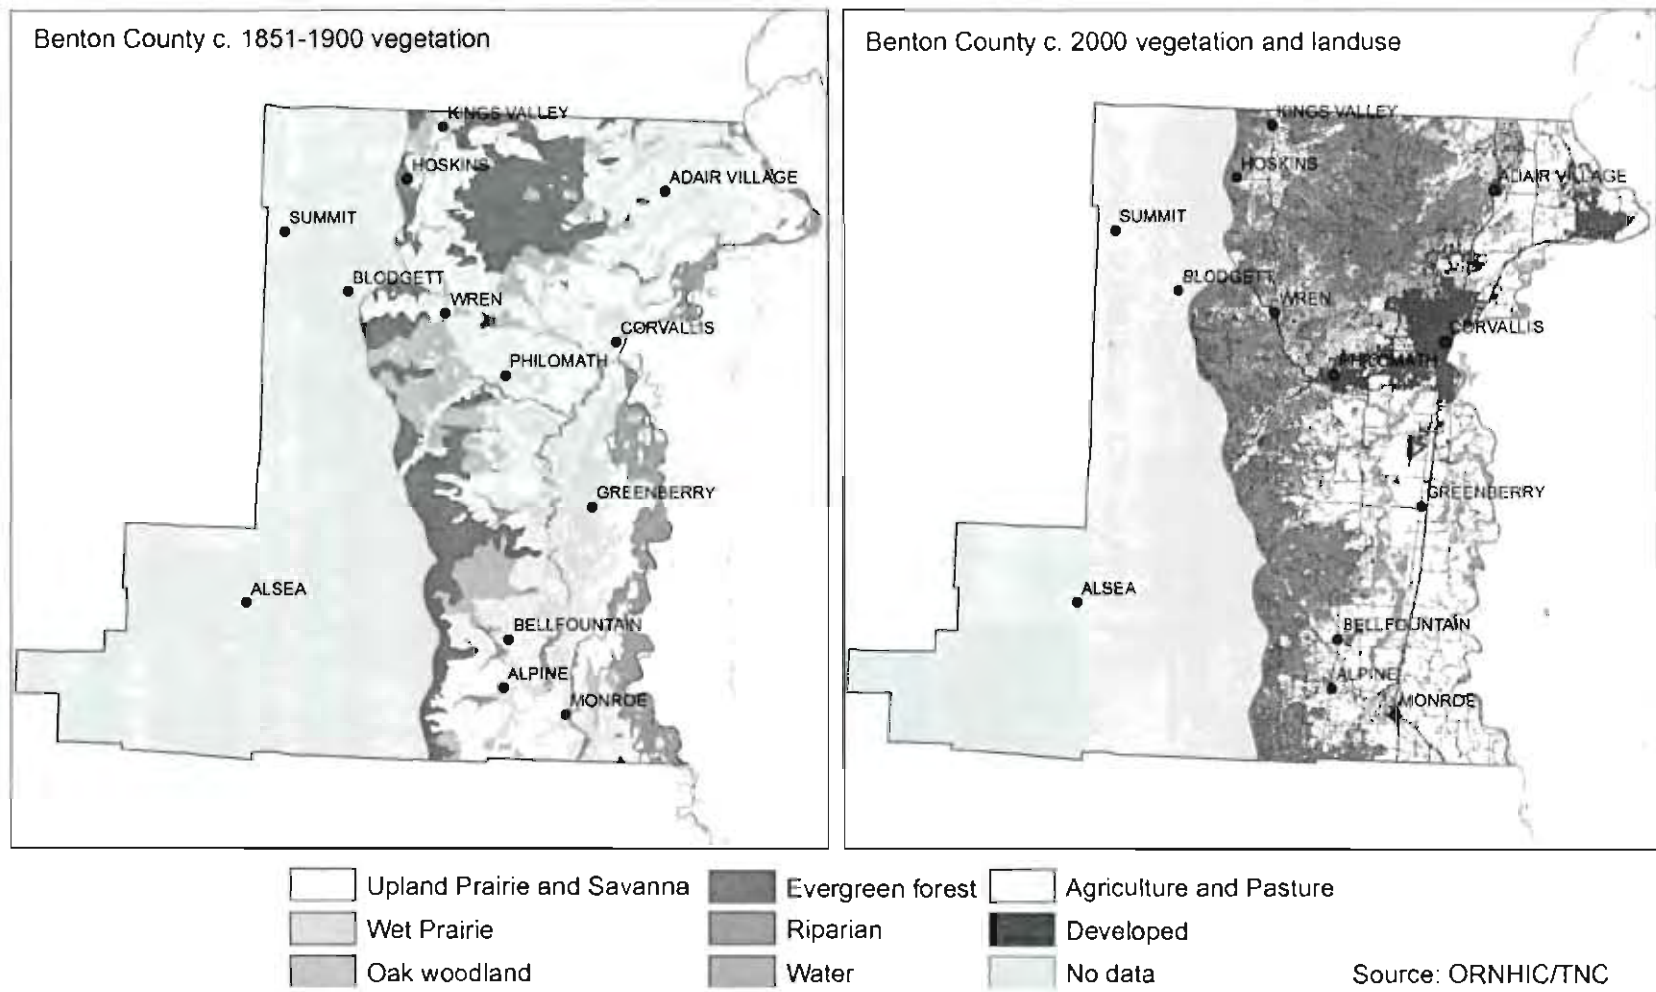 Benton County c. 1851-1900 vegetation
KINGS VALLEY
HOSKINS
ADAIR VILLAGE
SUMMIT
BLODGETT
WREN
CORVALLIS
PHILOMATH
GREENBERRY
ALSEA
BELLFOUNTAIN
ALPINE
MONROE
Benton County c. 2000 vegetation and landuse
KINGS VALLEY
HOSKINS
ADAIR VILLAGE
SUMMIT
BLODGETT
WREN
CORVALLIS
PHILOMATH
GREENBERRY
ALSEA
BELLFOUNTAIN
ALPINE
MONROE
Upland Prairie and Savanna
Wet Prairie
Oak woodland
Evergreen forest
Riparian
Water
Agriculture and Pasture
Developed
No data
Source: ORNHIC/TNC